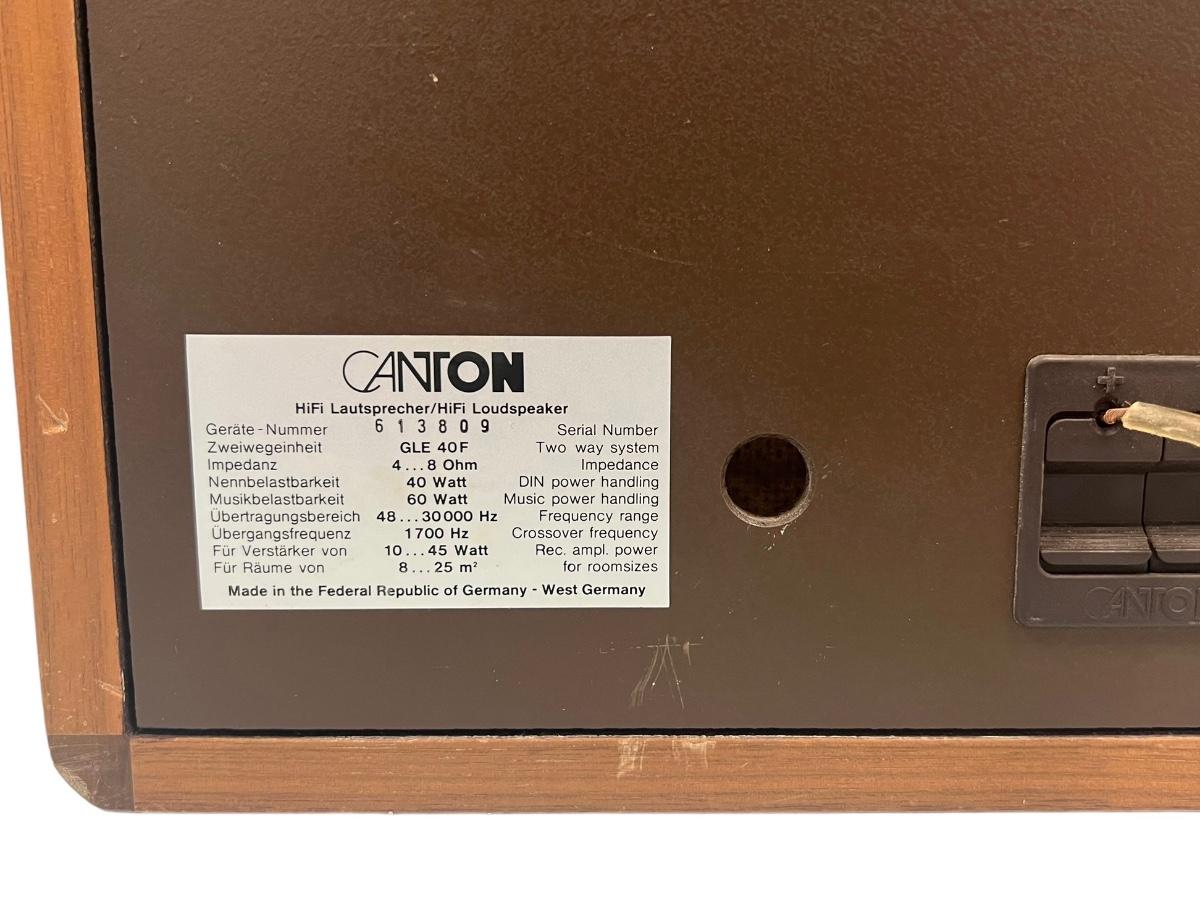 CANTON
HiFi Lautsprecher/HiFi Loudspeaker
Geräte-Nummer 613809 Serial Number
Zweiwegeinheit GLE 40F Two way system
Impedanz 4...8 Ohm Impedance
Nennbelastbarkeit 40 Watt DIN power handling
Musikbelastbarkeit 60 Watt Music power handling
Übertragungsbereich 48...30000 Hz Frequency range
Übergangsfrequenz 1700 Hz Crossover frequency
Für Verstärker von 10...45 Watt Rec. ampl. power
Für Räume von 8...25 m² for roomsizes
Made in the Federal Republic of Germany - West Germany
+
CANTON